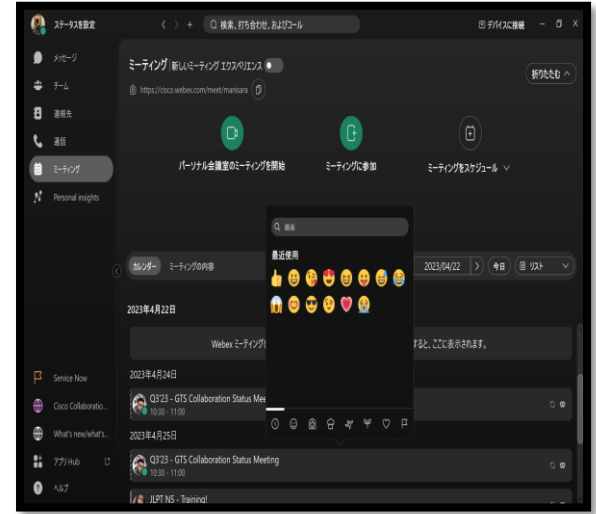 ステータスを設定
検索、打ち合わせ、およびコール
デバイスに接続
メッセージ
チーム
連絡先
通話
ミーティング
Personal insights
ミーティング 新しいミーティング エクスペリエンス
https://cisco.webex.com/meet/manisara
折りたたむ
パーソナル会議室のミーティングを開始
ミーティングに参加
ミーティングをスケジュール
検索
最近使用
カレンダー
ミーティングの内容
2023/04/22
今日
リスト
2023年4月22日
Webex ミーティング
すると、ここに表示されます。
2023年4月24日
Q3'23 - GTS Collaboration Status Mee
10:30 - 11:00
2023年4月25日
Q3'23 - GTS Collaboration Status Meeting
10:30 - 11:00
JLPT N5 - Training!
Service Now
Cisco Collaboratio...
What's new/what's...
アプリ Hub
ヘルプ